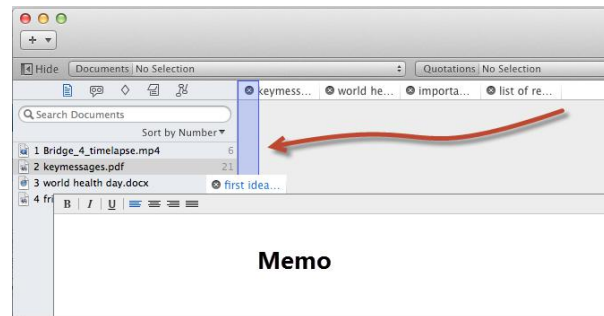 Hide Documents No Selection Quotations No Selection
keymess... world he... importa... list of re...
Search Documents
Sort by Number
1 Bridge_4_timelapse.mp4 6
2 keymessages.pdf 21
3 world health day.docx
first idea...
4 fri
B I U
Memo